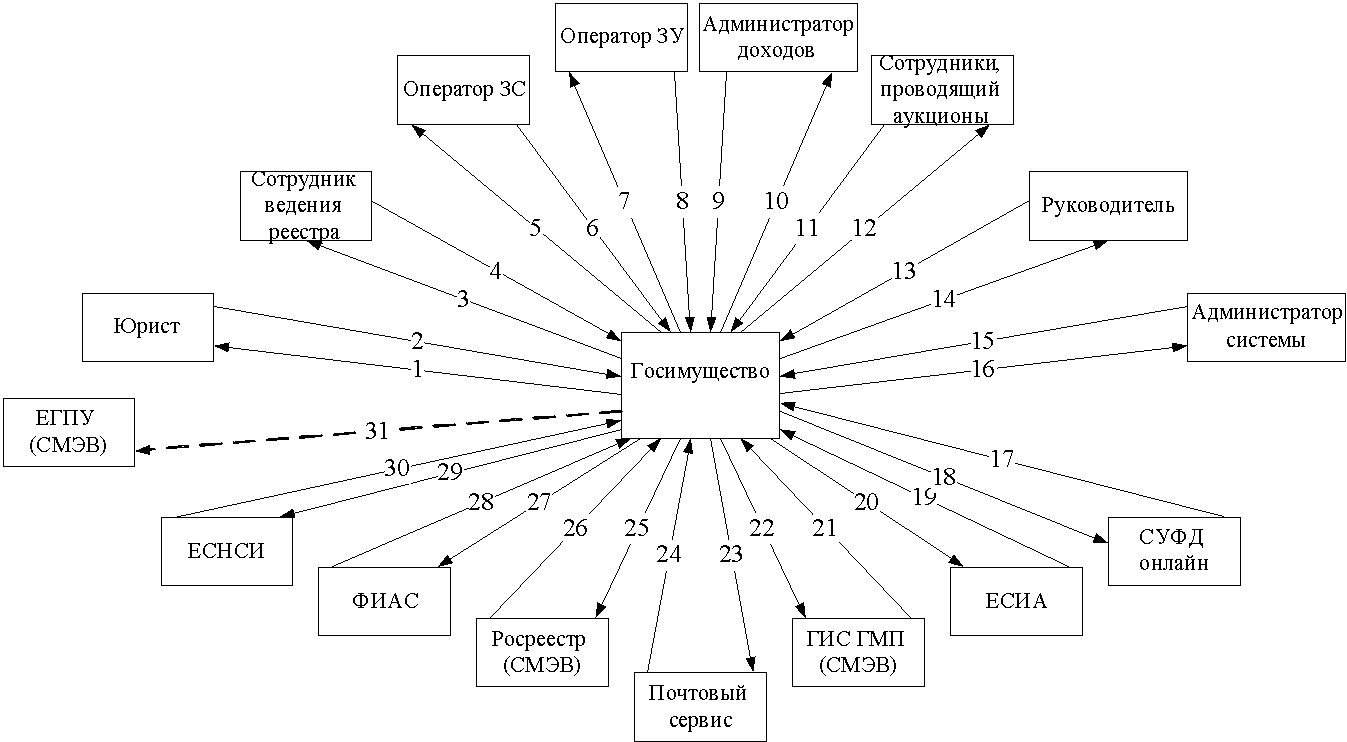 Оператор ЗУ
Администратор
доходов
Оператор ЗС
Сотрудники,
проводящий
аукционы
Сотрудник
ведения
реестра
Руководитель
7
8
9
10
5
6
11
12
4
3
13
14
Юрист
2
1
Администратор
системы
15
16
Госимущество
ЕГПУ
(СМЭВ)
31
30
29
28
27
26
25
24
23
22
21
20
19
18
17
ЕСНСИ
ФИАС
Росреестр
(СМЭВ)
Почтовый
сервис
ГИС ГМП
(СМЭВ)
ЕСИА
СУФД
онлайн